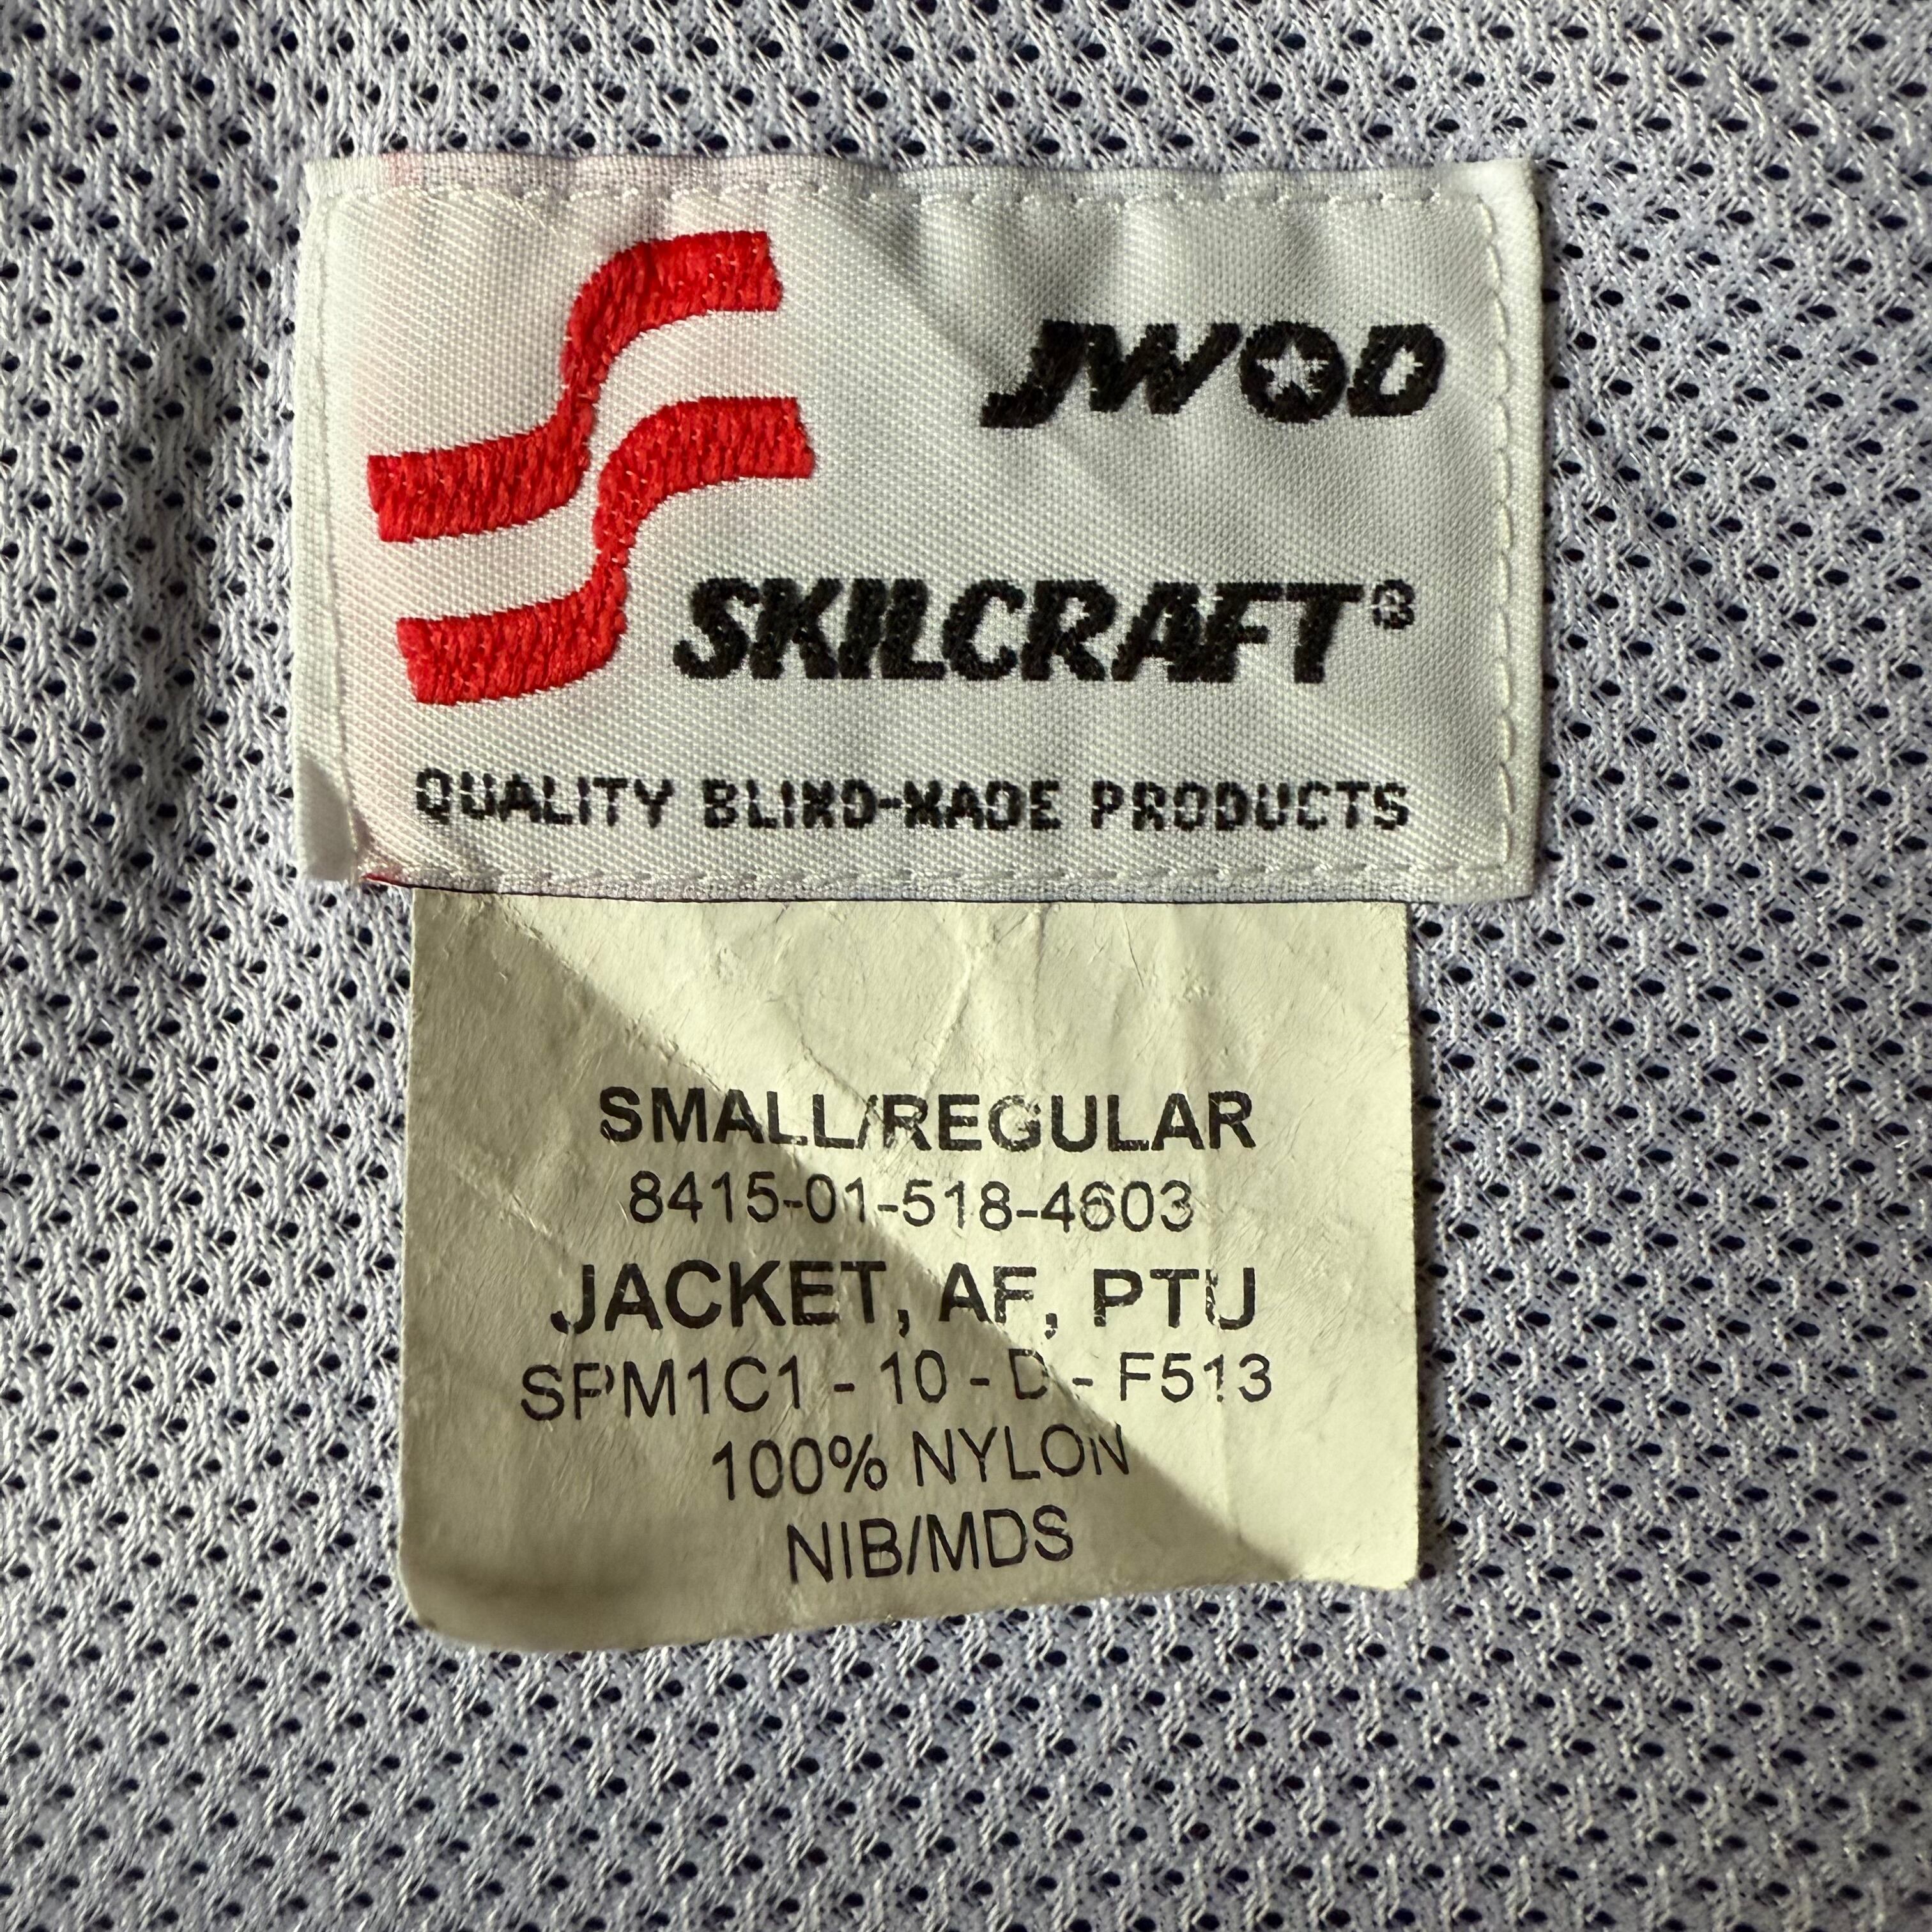 JWOD
SKILCRAFT®
QUALITY BLIND-MADE PRODUCTS
SMALL/REGULAR
8415-01-518-4603
JACKET, AF, PTU
SPM1C1 - 10 - D - F513
100% NYLON
NIB/MDS